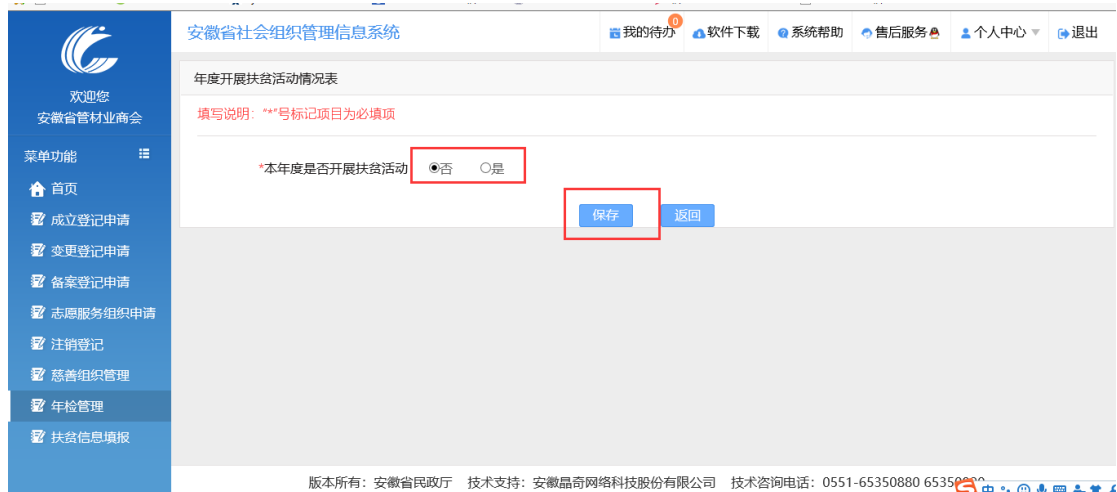 安徽省社会组织管理信息系统
我的待办 0
软件下载
系统帮助
售后服务
个人中心
退出
欢迎您
安徽省管材业商会
菜单功能
首页
成立登记申请
变更登记申请
备案登记申请
志愿服务组织申请
注销登记
慈善组织管理
年检管理
扶贫信息填报
年度开展扶贫活动情况表
填写说明："*"号标记项目为必填项
*本年度是否开展扶贫活动 否 是
保存 返回
版本所有：安徽省民政厅 技术支持：安徽晶奇网络科技股份有限公司 技术咨询电话：0551-65350880 6535
中